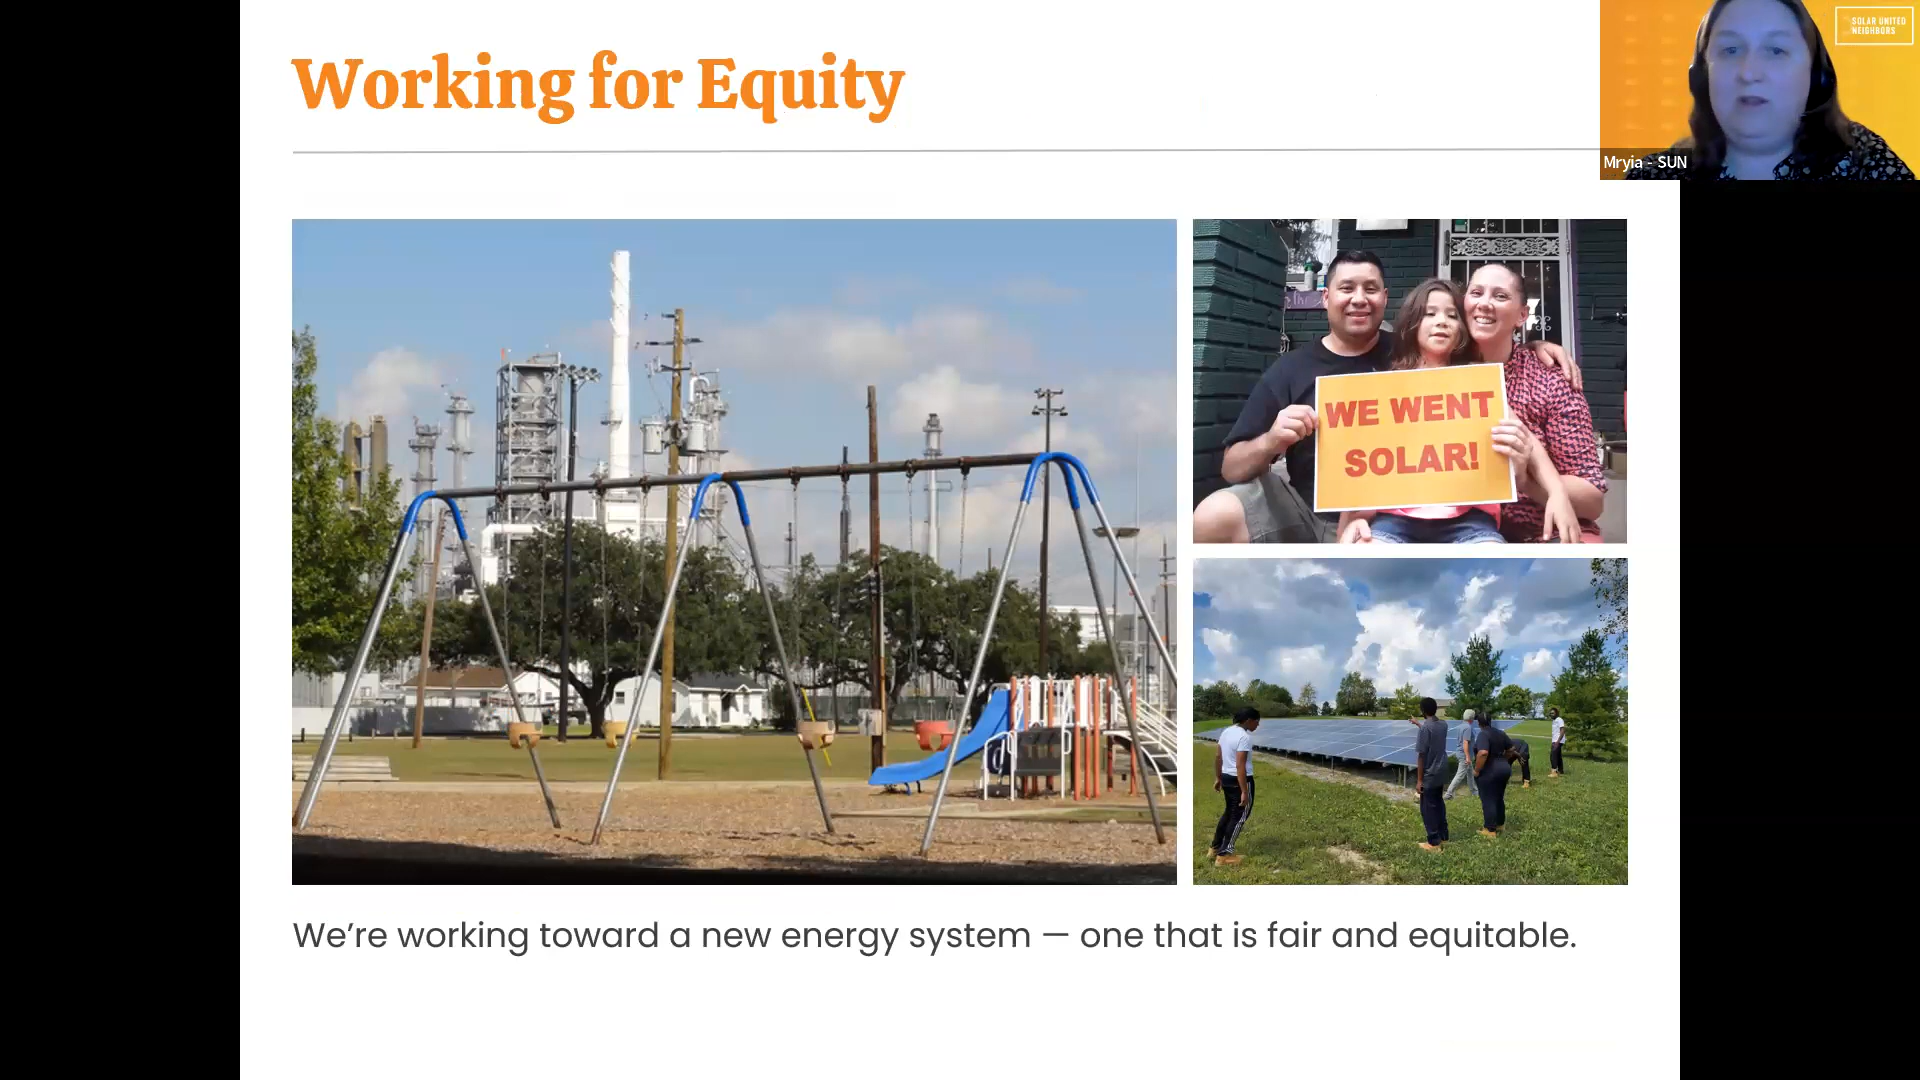 Working for Equity
SOLAR UNITED
NEIGHBORS
Mryia - SUN
WE WENT
SOLAR!
We’re working toward a new energy system — one that is fair and equitable.